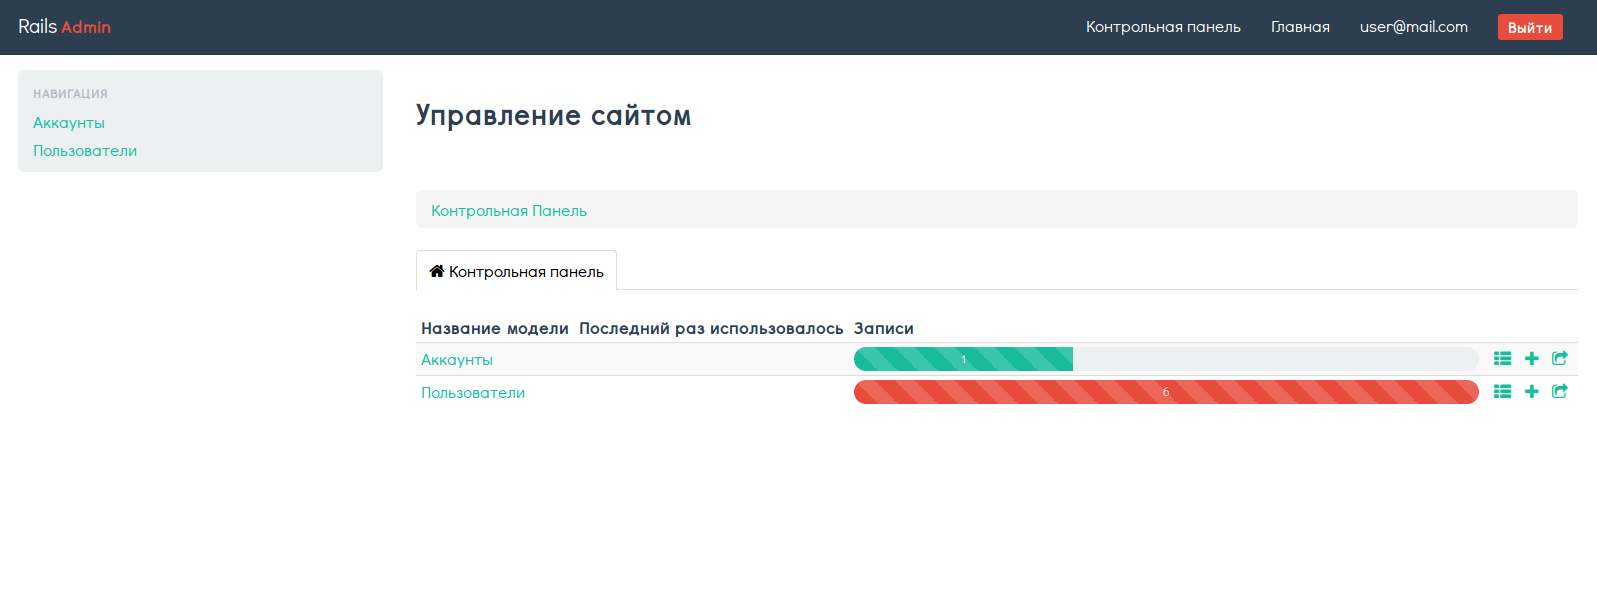 Rails Admin Контрольная панель Главная user@mail.com Выйти
НАВИГАЦИЯ
Аккаунты
Пользователи
Управление сайтом
Контрольная Панель
Контрольная панель
Название модели Последний раз использовалось Записи
Аккаунты 1
Пользователи 6